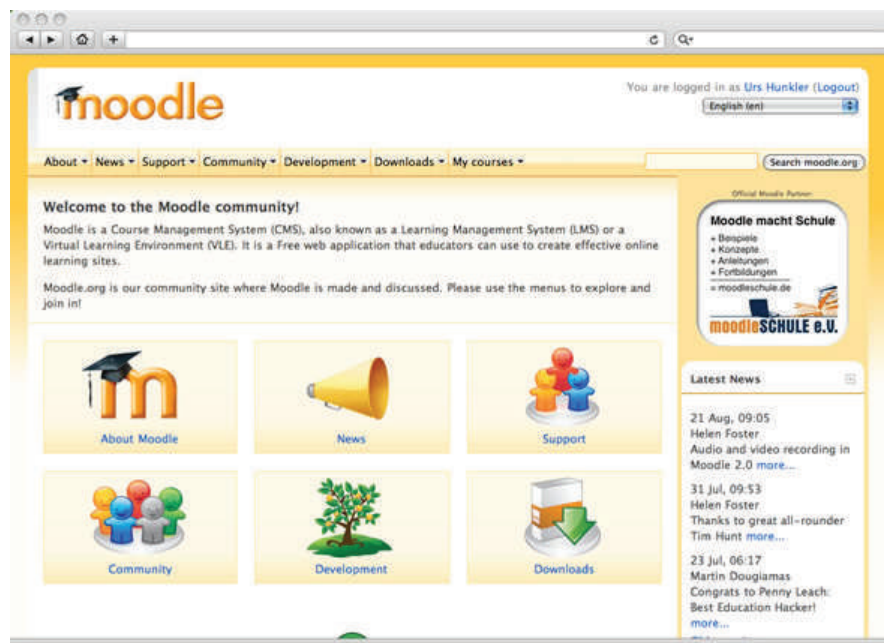 moodle
You are logged in as Urs Hunkler (Logout)
English (en)
About News Support Community Development Downloads My courses
Search moodle.org
Welcome to the Moodle community!
Moodle is a Course Management System (CMS), also known as a Learning Management System (LMS) or a
Virtual Learning Environment (VLE). It is a Free web application that educators can use to create effective online
learning sites.
Moodle.org is our community site where Moodle is made and discussed. Please use the menus to explore and
join in!
About Moodle
News
Support
Community
Development
Downloads
Official Moodle Partner:
Moodle macht Schule
+ Beispiele
+ Konzepte
+ Anleitungen
+ Fortbildungen
= moodleschule.de
moodleSCHULE e.V.
Latest News
21 Aug, 09:05
Helen Foster
Audio and video recording in
Moodle 2.0 more...
31 Jul, 09:53
Helen Foster
Thanks to great all-rounder
Tim Hunt more...
23 Jul, 06:17
Martin Dougiamas
Congrats to Penny Leach:
Best Education Hacker!
more...